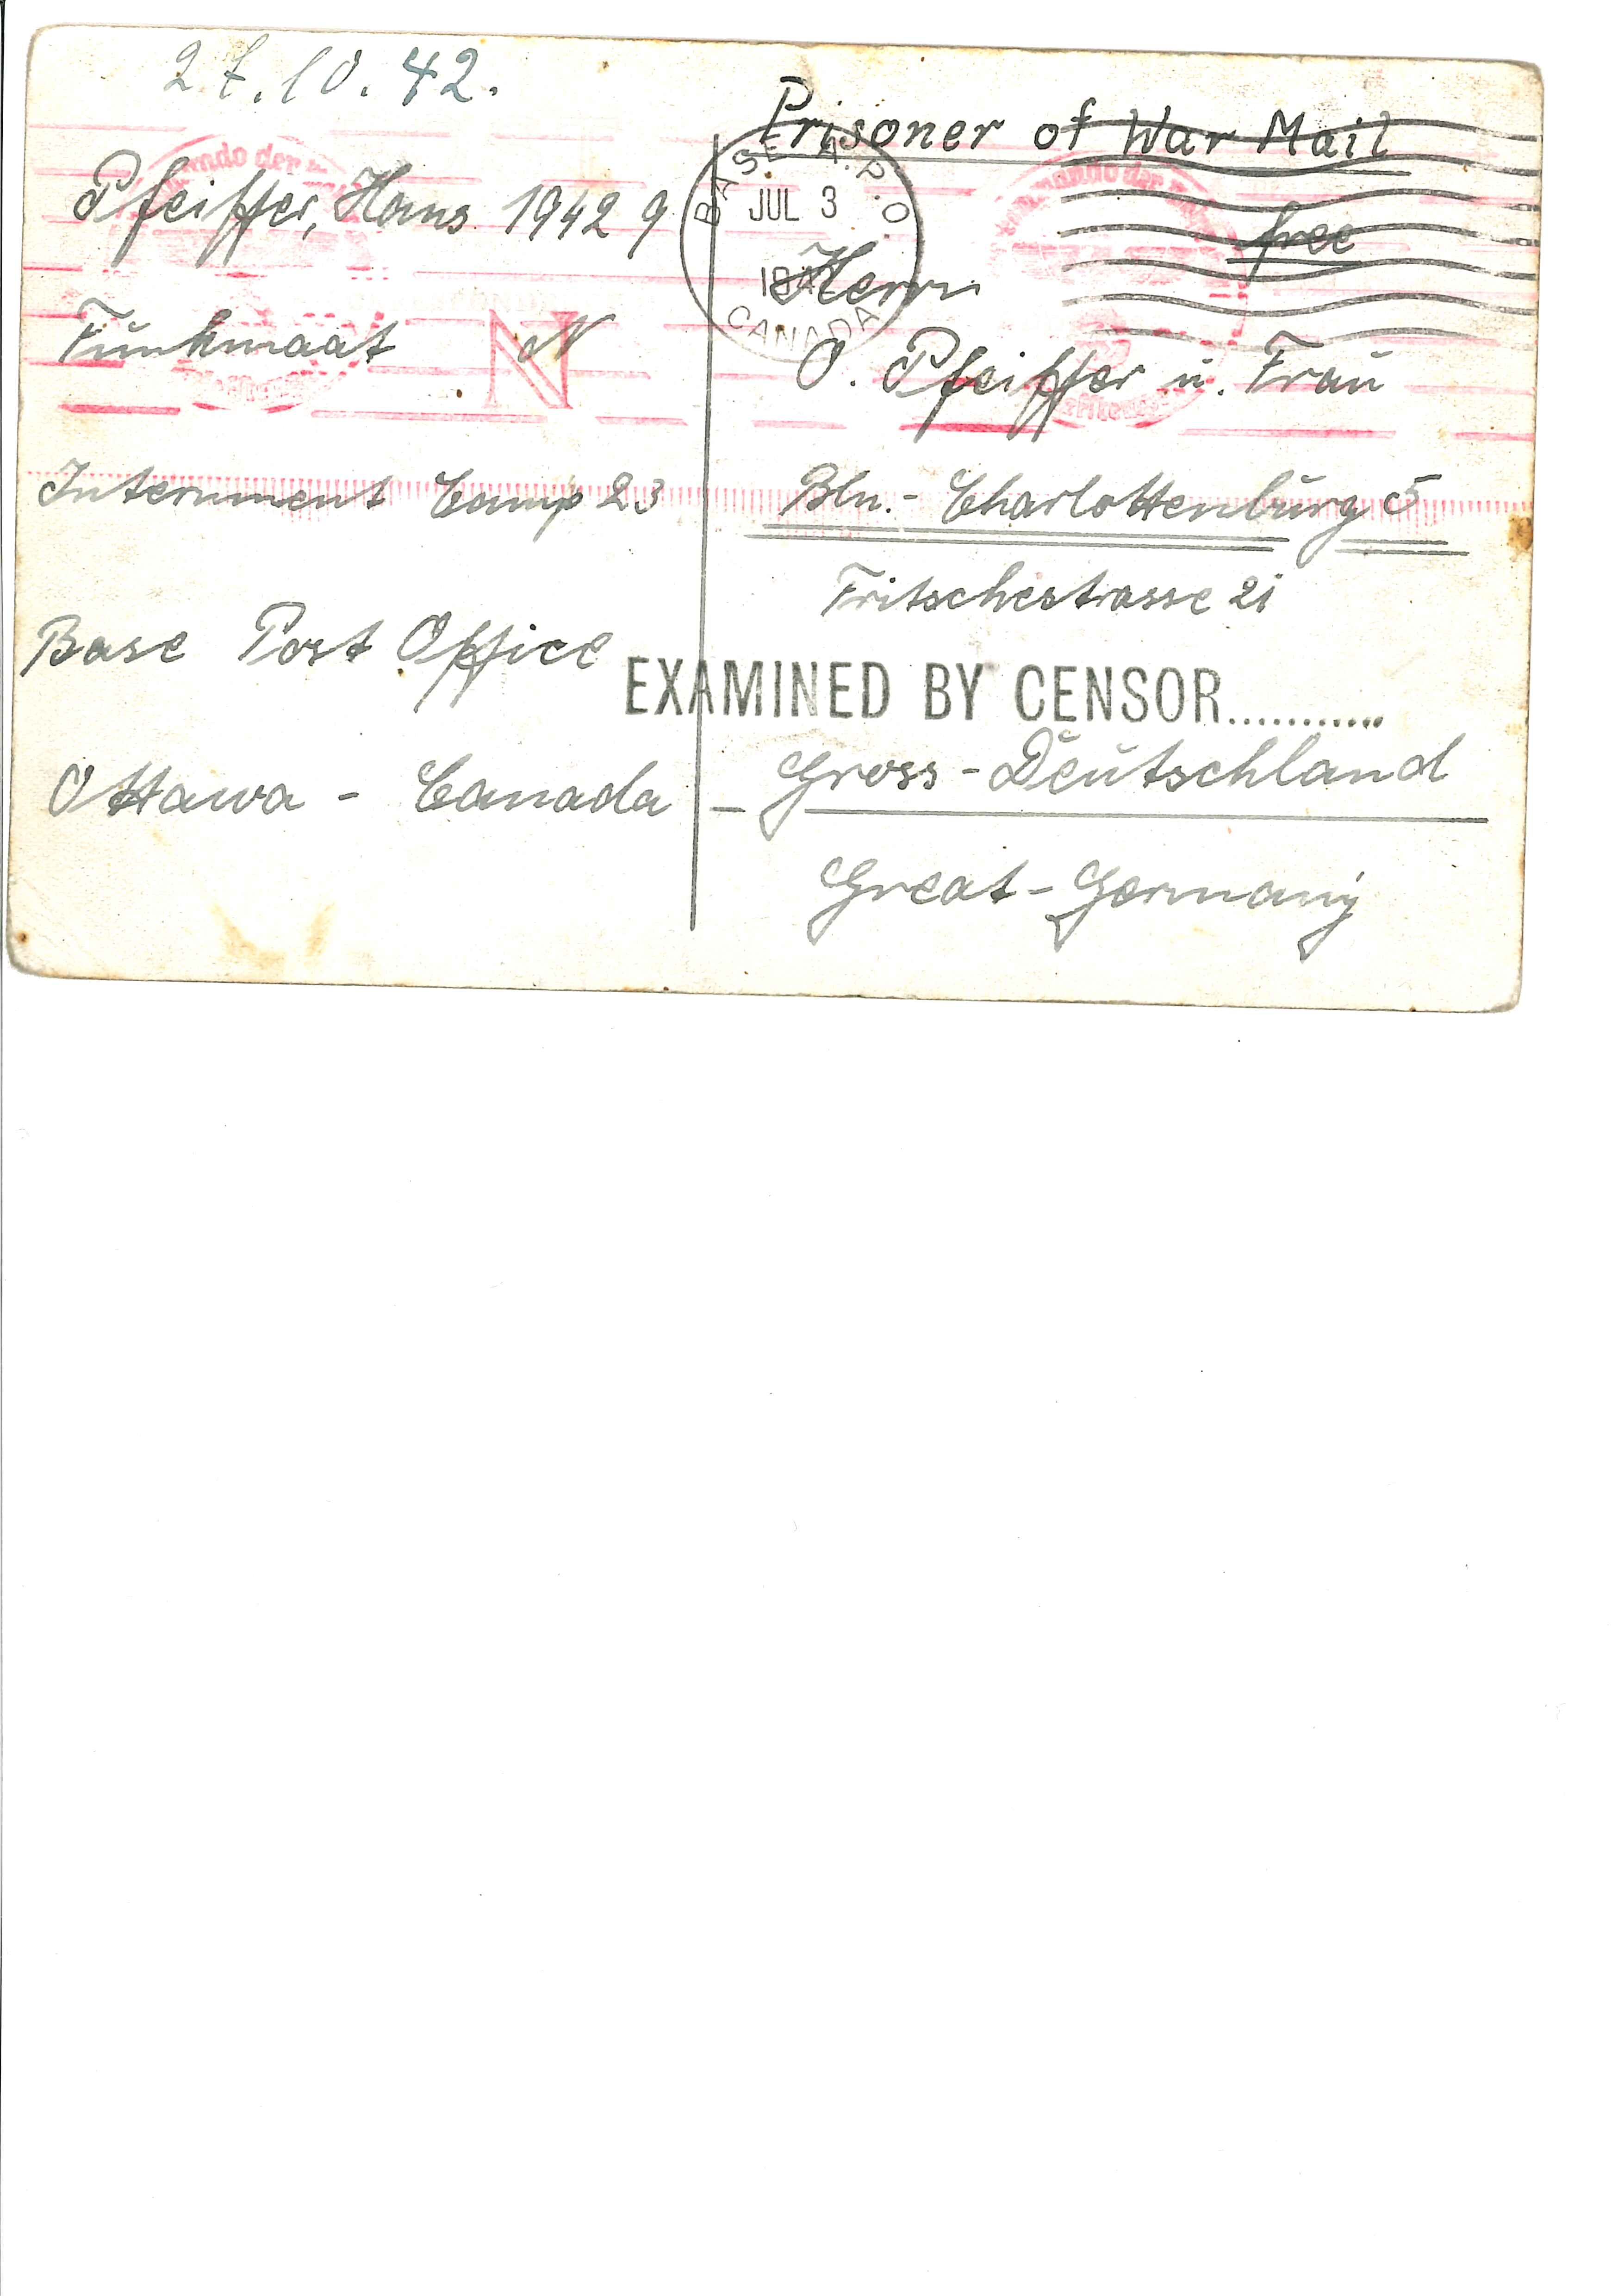 27.10.42.
Pfeiffer, Hans 1942 9
Funkmaat N
N
Internment Camp 23
Base Post Office
Ottawa - Canada
Prisoner of War Mail
free
BASE A.P.O.
JUL 3
CANADA
Herrn
O. Pfeiffer u. Frau
Bln.- Charlottenburg 5
Fritschestrasse 21
EXAMINED BY CENSOR............
Gross-Deutschland
Great-Germany